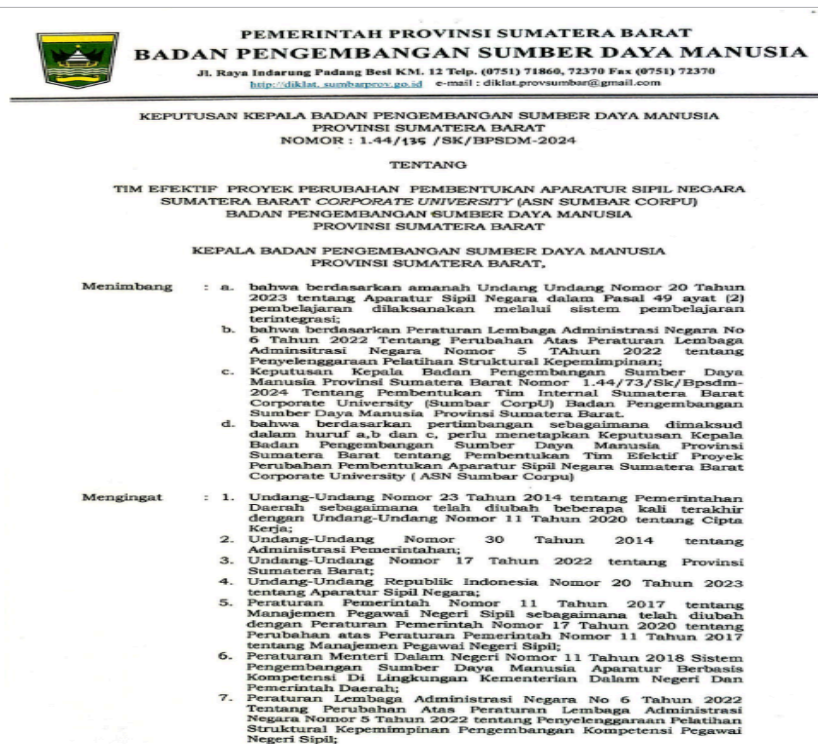 PEMERINTAH PROVINSI SUMATERA BARAT
BADAN PENGEMBANGAN SUMBER DAYA MANUSIA
Jl. Raya Indarung Padang Besi KM. 12 Telp. (0751) 71860, 72370 Fax (0751) 72370
http://diklat.sumbarprov.go.id e-mail : diklat.provsumbar@gmail.com
KEPUTUSAN KEPALA BADAN PENGEMBANGAN SUMBER DAYA MANUSIA
PROVINSI SUMATERA BARAT
NOMOR : 1.44/135 /SK/BPSDM-2024
TENTANG
TIM EFEKTIF PROYEK PERUBAHAN PEMBENTUKAN APARATUR SIPIL NEGARA
SUMATERA BARAT CORPORATE UNIVERSITY (ASN SUMBAR CORPU)
BADAN PENGEMBANGAN SUMBER DAYA MANUSIA
PROVINSI SUMATERA BARAT
KEPALA BADAN PENGEMBANGAN SUMBER DAYA MANUSIA
PROVINSI SUMATERA BARAT,
Menimbang : a. bahwa berdasarkan amanah Undang Undang Nomor 20 Tahun
2023 tentang Aparatur Sipil Negara dalam Pasal 49 ayat (2)
pembelajaran dilaksanakan melalui sistem pembelajaran
terintegrasi;
b. bahwa berdasarkan Peraturan Lembaga Administrasi Negara No
6 Tahun 2022 Tentang Perubahan Atas Peraturan Lembaga
Adminsitrasi Negara Nomor 5 TAhun 2022 tentang
Penyelenggaraan Pelatihan Struktural Kepemimpinan;
c. Keputusan Kepala Badan Pengembangan Sumber Daya
Manusia Provinsi Sumatera Barat Nomor 1.44/73/Sk/Bpsdm-
2024 Tentang Pembentukan Tim Internal Sumatera Barat
Corporate University (Sumbar CorpU) Badan Pengembangan
Sumber Daya Manusia Provinsi Sumatera Barat.
d. bahwa berdasarkan pertimbangan sebagaimana dimaksud
dalam huruf a,b dan c, perlu menetapkan Keputusan Kepala
Badan Pengembangan Sumber Daya Manusia Provinsi
Sumatera Barat tentang Pembentukan Tim Efektif Proyek
Perubahan Pembentukan Aparatur Sipil Negara Sumatera Barat
Corporate University ( ASN Sumbar Corpu)
Mengingat : 1. Undang-Undang Nomor 23 Tahun 2014 tentang Pemerintahan
Daerah sebagaimana telah diubah beberapa kali terakhir
dengan Undang-Undang Nomor 11 Tahun 2020 tentang Cipta
Kerja;
2. Undang-Undang Nomor 30 Tahun 2014 tentang
Administrasi Pemerintahan;
3. Undang-Undang Nomor 17 Tahun 2022 tentang Provinsi
Sumatera Barat;
4. Undang-Undang Republik Indonesia Nomor 20 Tahun 2023
tentang Aparatur Sipil Negara;
5. Peraturan Pemerintah Nomor 11 Tahun 2017 tentang
Manajemen Pegawai Negeri Sipil sebagaimana telah diubah
dengan Peraturan Pemerintah Nomor 17 Tahun 2020 tentang
Perubahan atas Peraturan Pemerintah Nomor 11 Tahun 2017
tentang Manajemen Pegawai Negeri Sipil;
6. Peraturan Menteri Dalam Negeri Nomor 11 Tahun 2018 Sistem
Pengembangan Sumber Daya Manusia Aparatur Berbasis
Kompetensi Di Lingkungan Kementerian Dalam Negeri Dan
Pemerintah Daerah;
7. Peraturan Lembaga Administrasi Negara No 6 Tahun 2022
Tentang Perubahan Atas Peraturan Lembaga Administrasi
Negara Nomor 5 Tahun 2022 tentang Penyelenggaraan Pelatihan
Struktural Kepemimpinan Pengembangan Kompetensi Pegawai
Negeri Sipil;